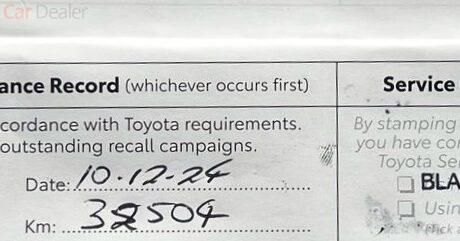 Car Dealer
ance Record (whichever occurs first)
Service
cordance with Toyota requirements.
outstanding recall campaigns.
By stamping
you have co
Toyota Se
Date: 10-12-24
BLA
Usin
Km: 504